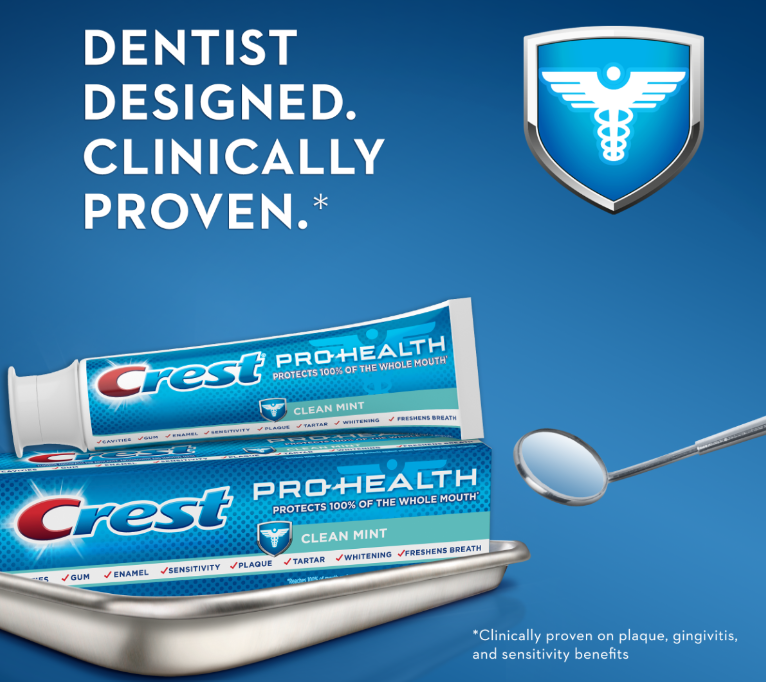 DENTIST
DESIGNED.
CLINICALLY
PROVEN.*
Crest PRO-HEALTH
PROTECTS 100% OF THE WHOLE MOUTH*
CLEAN MINT
✓CAVITIES ✓GUM ✓ENAMEL ✓SENSITIVITY ✓PLAQUE ✓TARTAR ✓WHITENING ✓FRESHENS BREATH
Crest PRO-HEALTH
PROTECTS 100% OF THE WHOLE MOUTH*
CLEAN MINT
✓GUM ✓ENAMEL ✓SENSITIVITY ✓PLAQUE ✓TARTAR ✓WHITENING ✓FRESHENS BREATH
*Clinically proven on plaque, gingivitis,
and sensitivity benefits